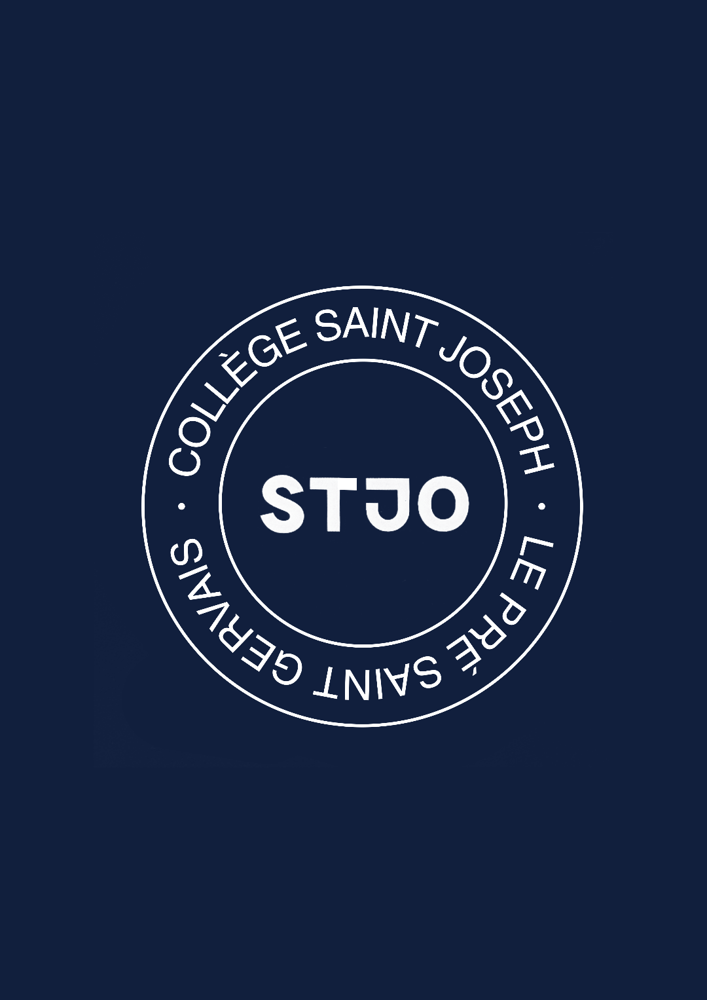 COLLÈGE SAINT JOSEPH
STJO
• LE PRÉ SAINT GERVAIS •